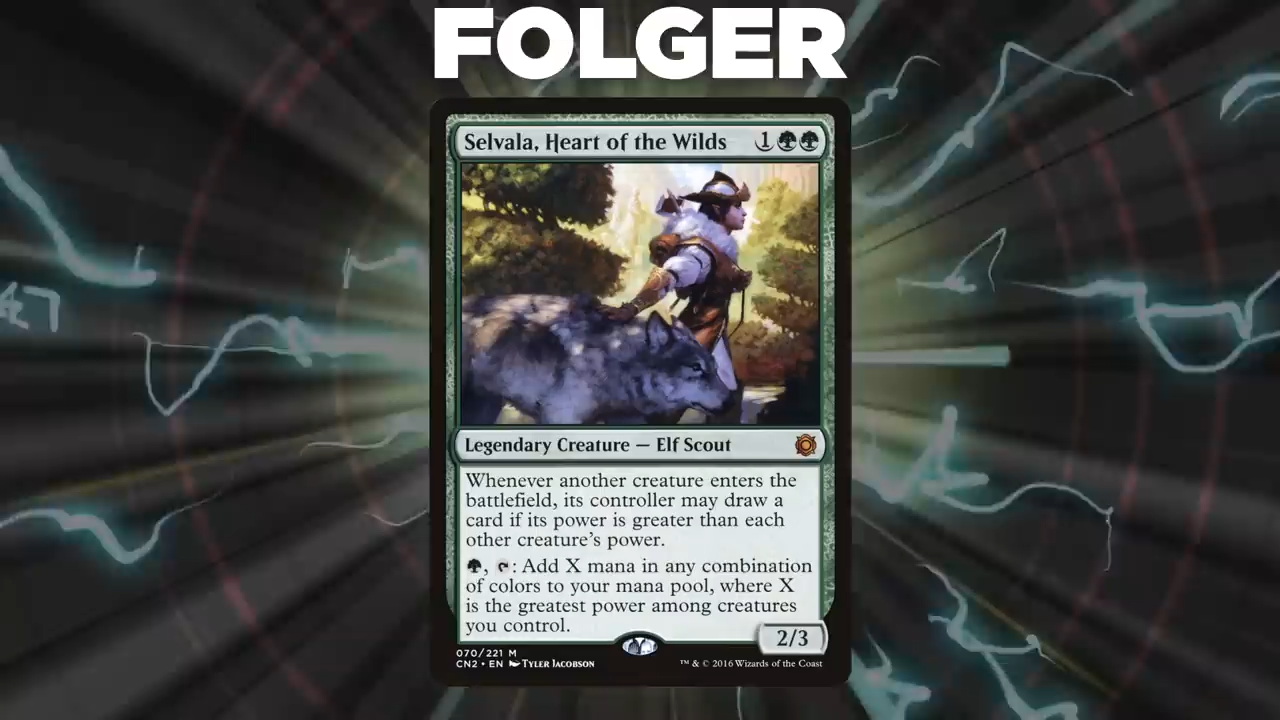 FOLGER
Selvala, Heart of the Wilds 1
Legendary Creature — Elf Scout
Whenever another creature enters the
battlefield, its controller may draw a
card if its power is greater than each
other creature's power.
, : Add X mana in any combination
of colors to your mana pool, where X
is the greatest power among creatures
you control.
2/3
070/221 M
CN2 • EN Tyler Jacobson
™ & © 2016 Wizards of the Coast